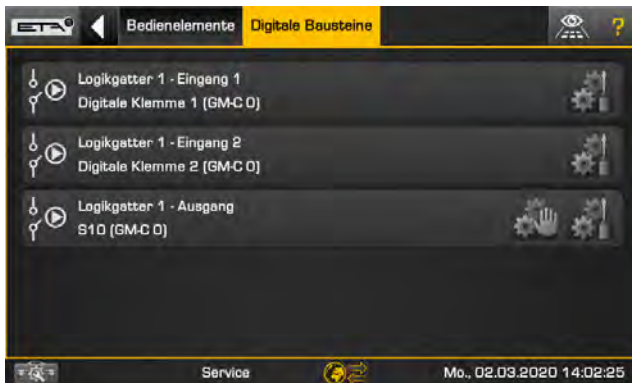 ETA
Bedienelemente
Digitale Bausteine
?
Logikgatter 1 - Eingang 1
Digitale Klemme 1 (GM-C 0)
Logikgatter 1 - Eingang 2
Digitale Klemme 2 (GM-C 0)
Logikgatter 1 - Ausgang
S10 (GM-C 0)
Service
Mo., 02.03.2020 14:02:25